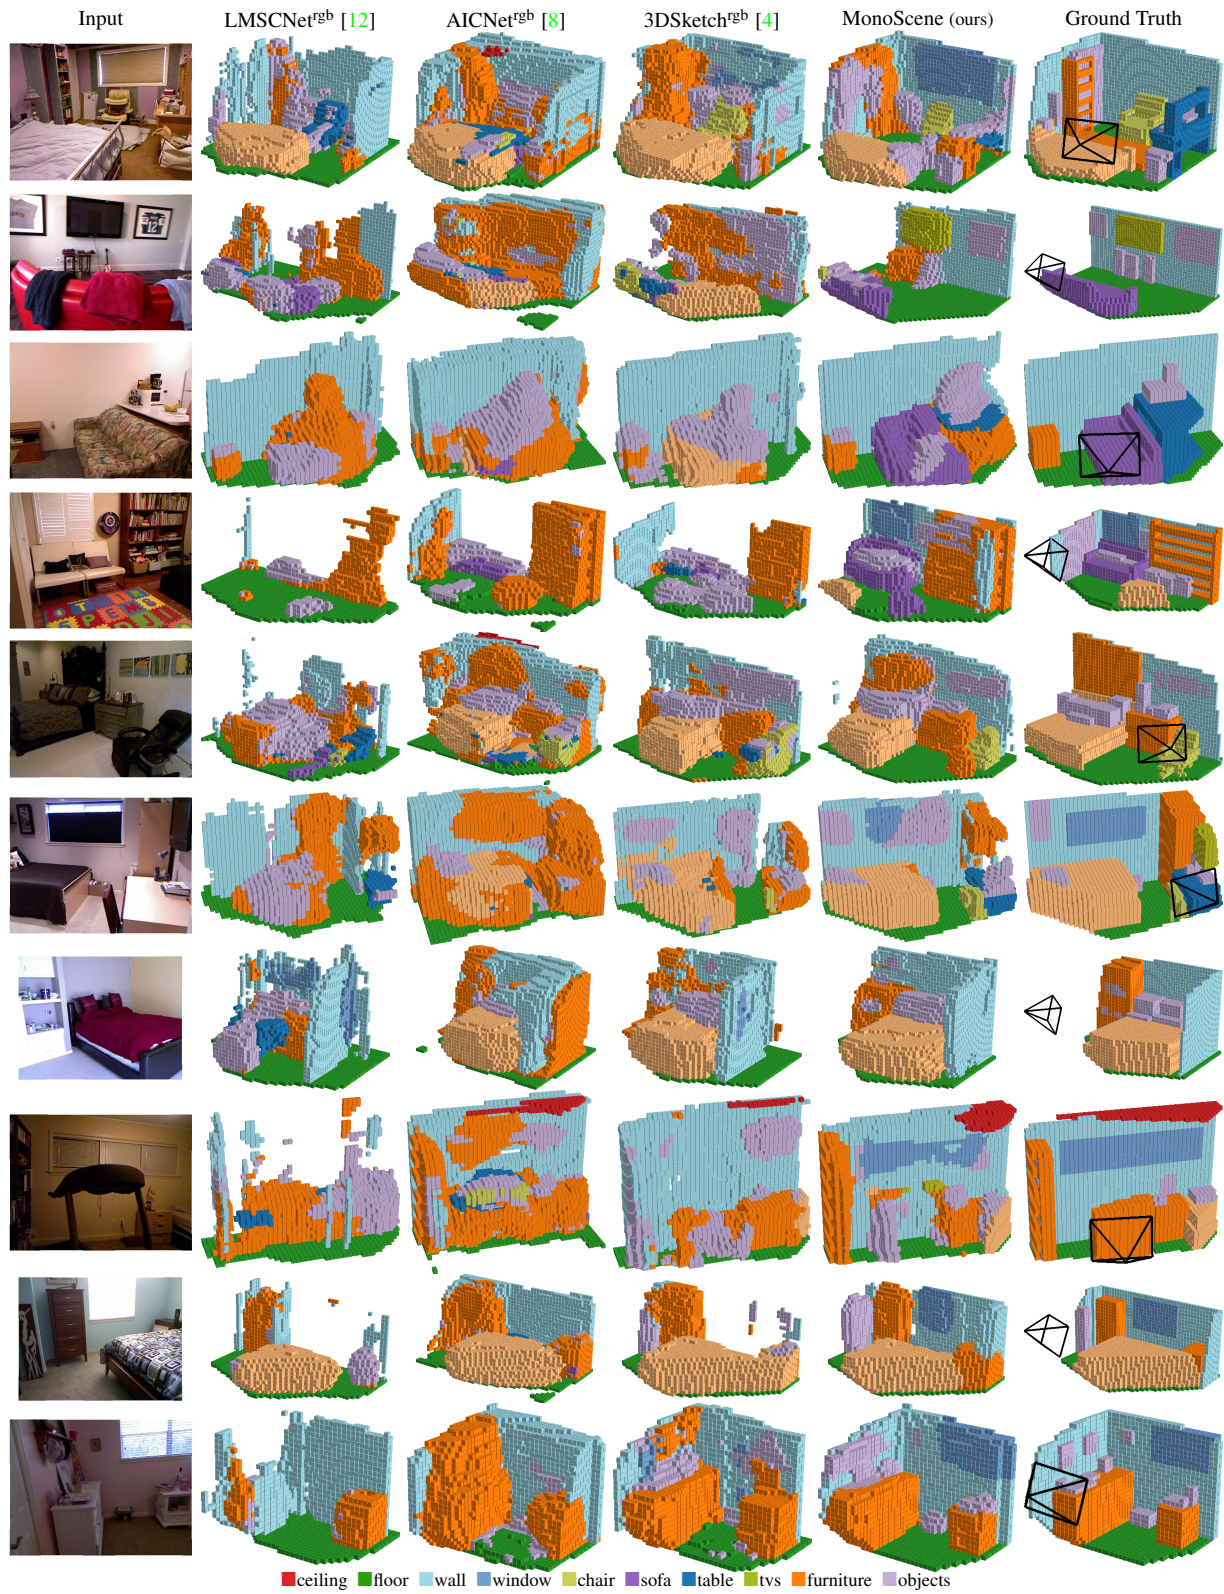 Input LMSCNetrgb [12] AICNetrgb [8] 3DSketchrgb [4] MonoScene (ours) Ground Truth
12
ceiling floor wall window chair sofa table tvs furniture objects